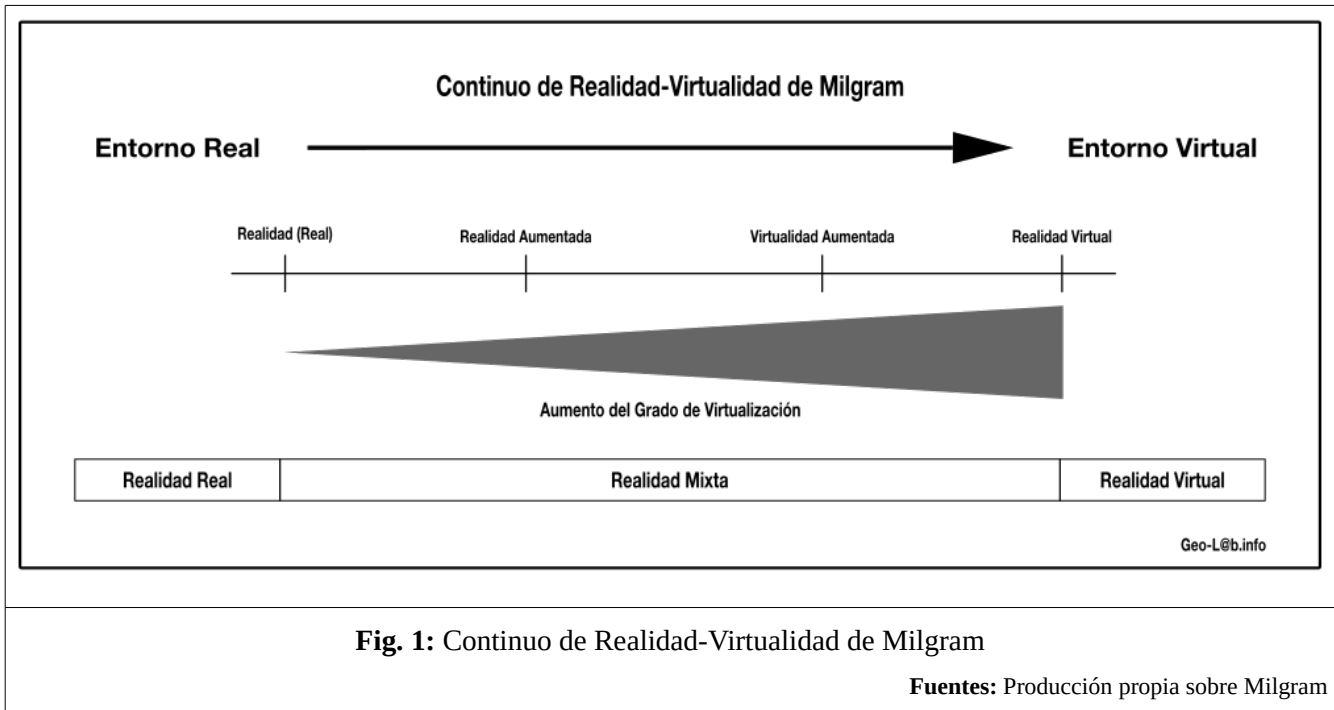 Continuo de Realidad-Virtualidad de Milgram
Entorno Real Entorno Virtual
Realidad (Real) Realidad Aumentada Virtualidad Aumentada Realidad Virtual
Aumento del Grado de Virtualización
Realidad Real Realidad Mixta Realidad Virtual
Geo-L@b.info
Fig. 1: Continuo de Realidad-Virtualidad de Milgram
Fuentes: Producción propia sobre Milgram